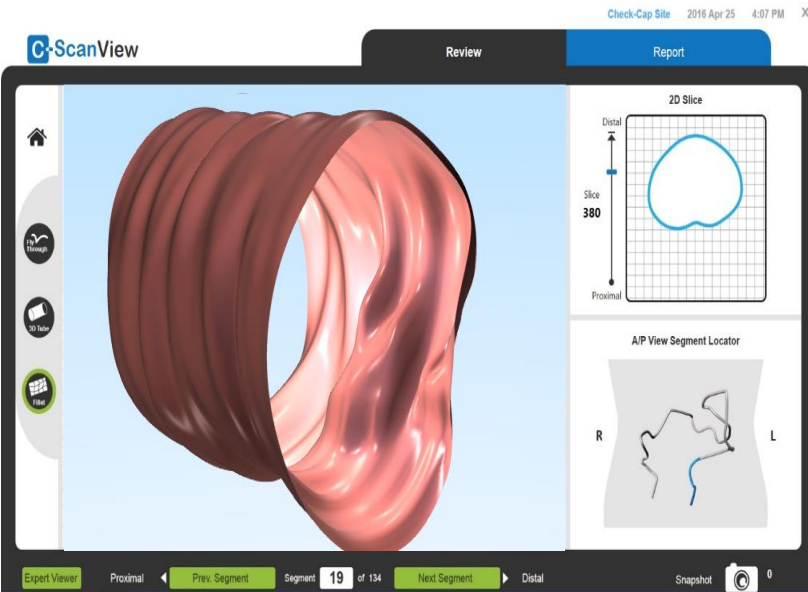 Check-Cap Site 2016 Apr 25 4:07 PM X
C-ScanView
Review
Report
2D Slice
Distal
Slice
380
Proximal
Fly
Through
3D Tube
Fillet
A/P View Segment Locator
R
L
Expert Viewer Proximal Prev. Segment Segment 19 of 134 Next Segment Distal Snapshot 0